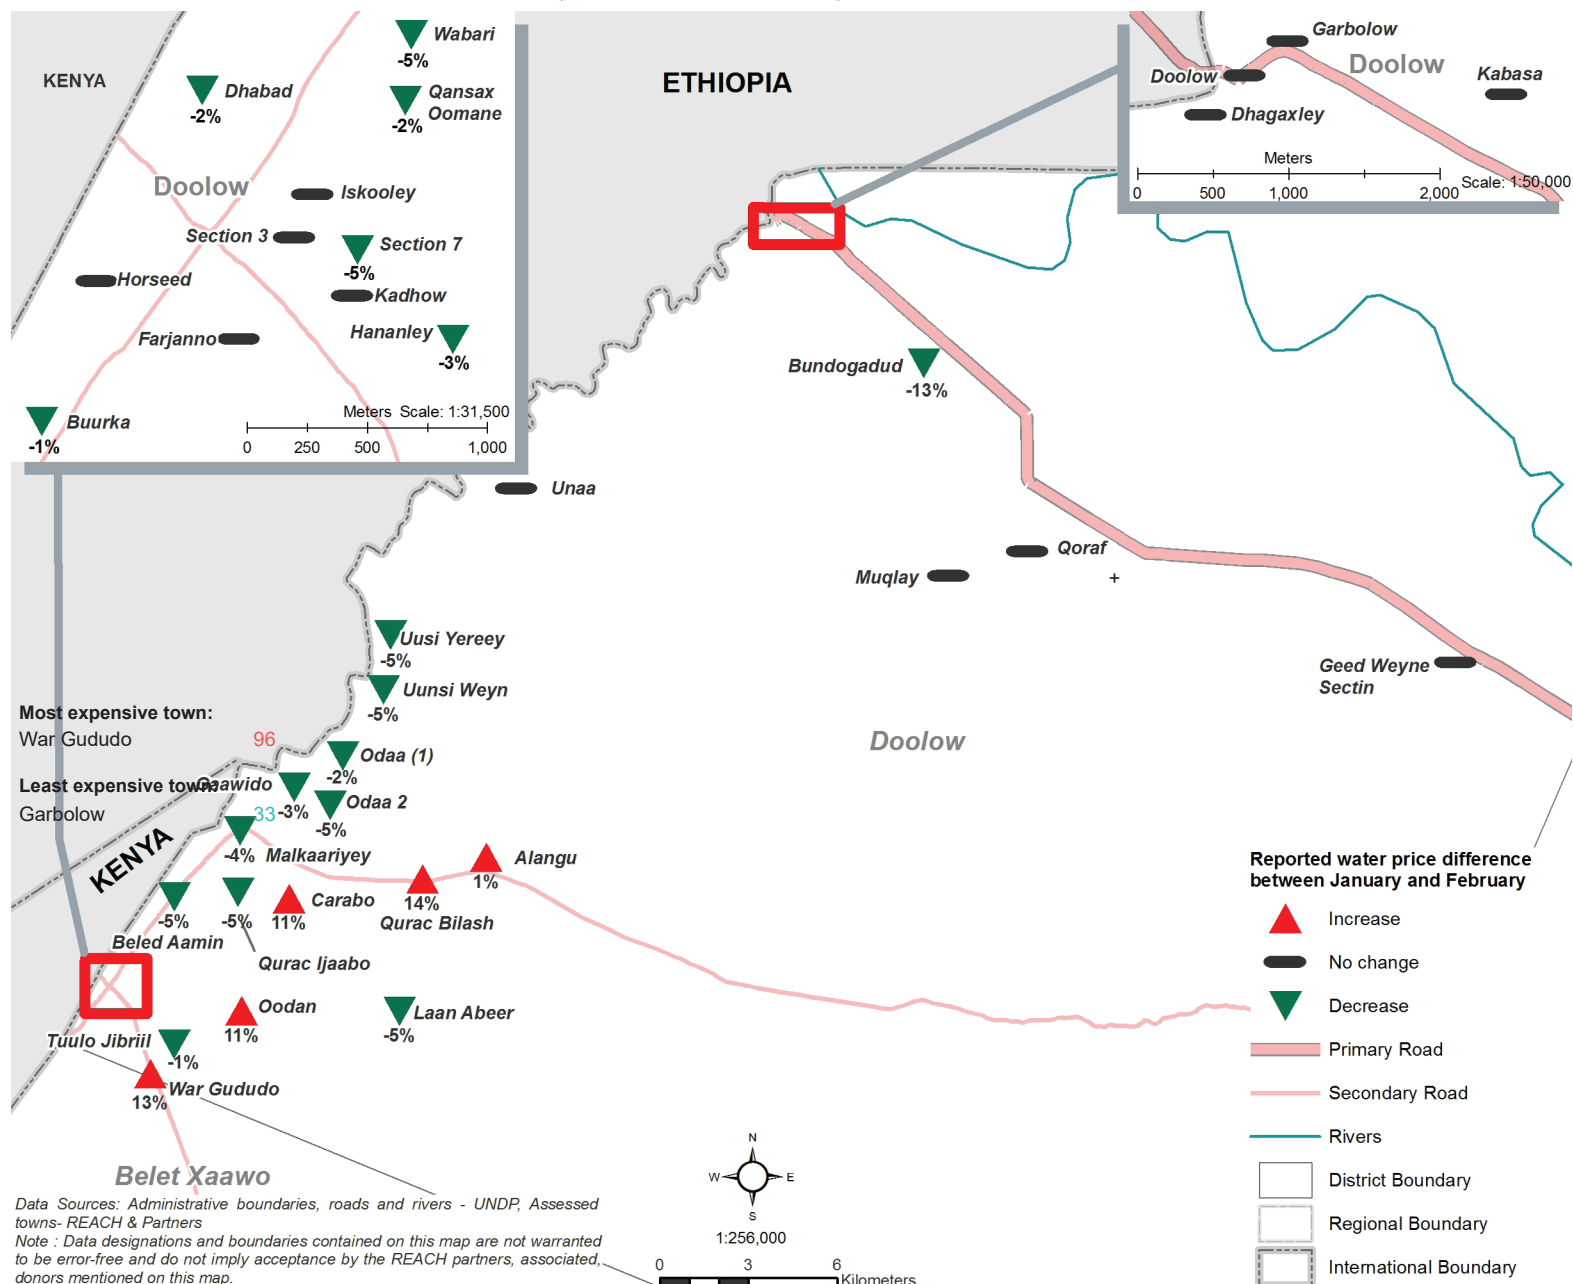 KENYA
Wabari
-5%
Dhabad
-2%
Qansax
Oomane
-2%
Doolow
Iskooley
Section 3
Section 7
-5%
Horseed
Kadhow
Farjanno
Hananley
-3%
Buurka
-1%
Meters Scale: 1:31,500
0 250 500 1,000
ETHIOPIA
Garbolow
Doolow
Doolow
Kabasa
Dhagaxley
Meters
0 500 1,000 2,000
Scale: 1:50,000
Bundogadud
-13%
Unaa
Qoraf
Muqlay
Uusi Yereey
-5%
Uunsi Weyn
-5%
Geed Weyne
Sectin
Most expensive town:
War Gududo
96
Least expensive town:
Garbolow
33
Doolow
Odaa (1)
-2%
Gaawido
-3%
Odaa 2
-5%
KENYA
-4%
Malkaariyey
Alangu
1%
14%
Qurac Bilash
Carabo
11%
-5%
Beled Aamin
-5%
Qurac Ijaabo
Oodan
11%
Laan Abeer
-5%
Tuulo Jibriil
-1%
War Gududo
13%
Belet Xaawo
Reported water price difference
between January and February
Increase
No change
Decrease
Primary Road
Secondary Road
Rivers
District Boundary
Regional Boundary
International Boundary
Data Sources: Administrative boundaries, roads and rivers - UNDP, Assessed
towns- REACH & Partners
Note : Data designations and boundaries contained on this map are not warranted
to be error-free and do not imply acceptance by the REACH partners, associated,
donors mentioned on this map.
N
W E
S
1:256,000
0 3 6
Kilometers